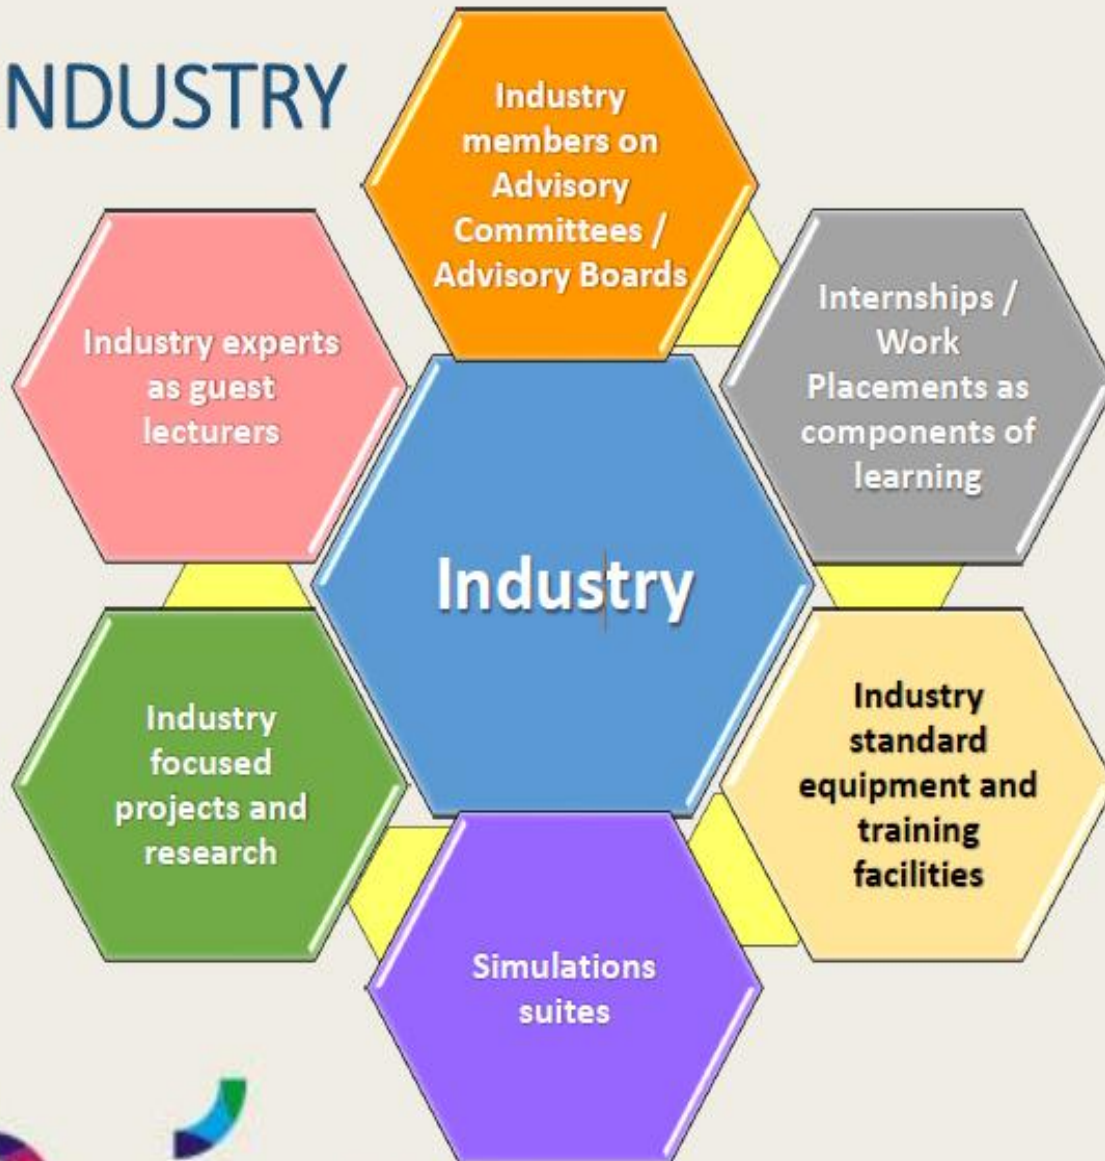 NDUSTRY
Industry
members on
Advisory
Committees /
Advisory Boards
Internships /
Work
Placements as
components of
learning
Industry
standard
equipment and
training
facilities
Simulations
suites
Industry
focused
projects and
research
Industry experts
as guest
lecturers
Industry